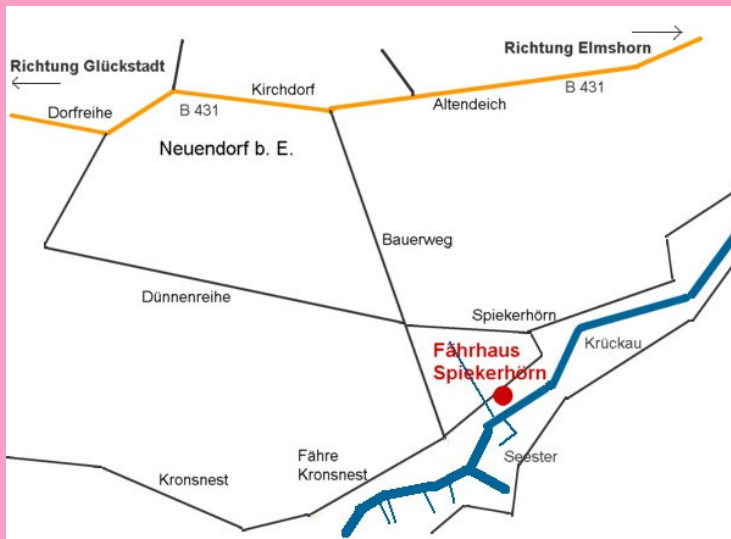 Richtung Elmshorn
Richtung Glückstadt
Kirchdorf
B 431
Dorfreihe
B 431
Altendeich
Neuendorf b. E.
Bauerweg
Dünnenreihe
Spiekerhörn
Krückau
Fährhaus
Spiekerhörn
Fähre
Kronsnest
Seester
Kronsnest